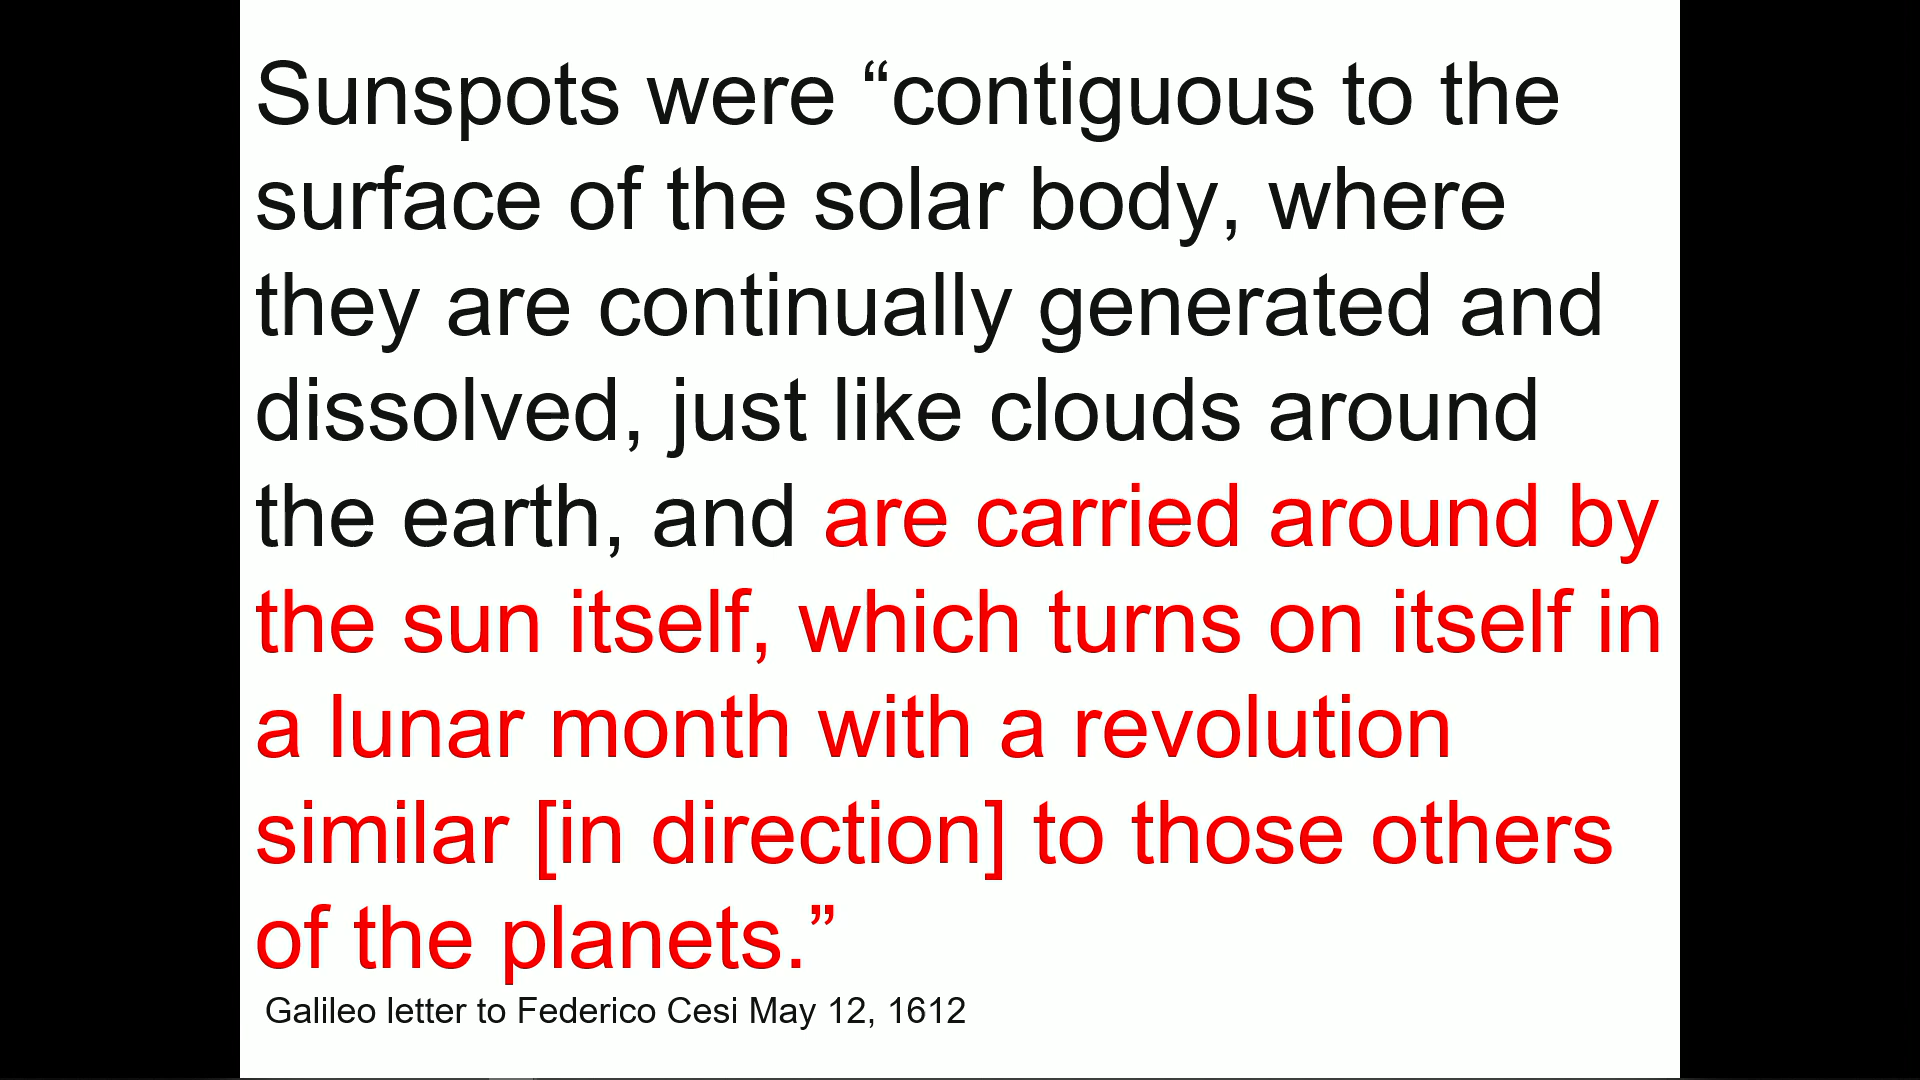 Sunspots were “contiguous to the
surface of the solar body, where
they are continually generated and
dissolved, just like clouds around
the earth, and are carried around by
the sun itself, which turns on itself in
a lunar month with a revolution
similar [in direction] to those others
of the planets.”
Galileo letter to Federico Cesi May 12, 1612